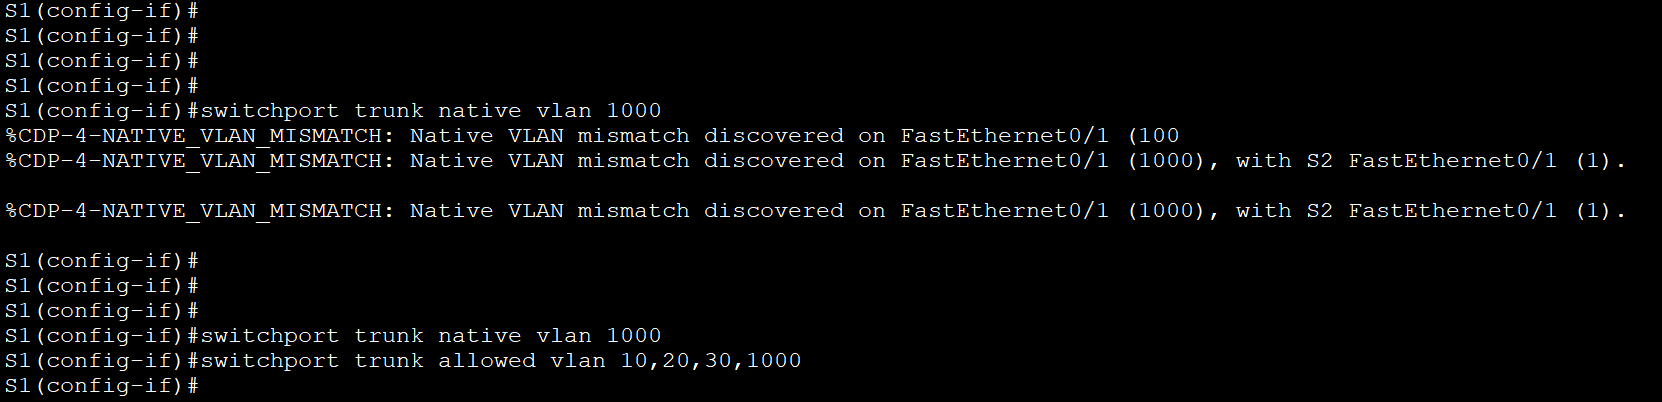 S1(config-if)#
S1(config-if)#
S1(config-if)#
S1(config-if)#
S1(config-if)#switchport trunk native vlan 1000
%CDP-4-NATIVE_VLAN_MISMATCH: Native VLAN mismatch discovered on FastEthernet0/1 (100
%CDP-4-NATIVE_VLAN_MISMATCH: Native VLAN mismatch discovered on FastEthernet0/1 (1000), with S2 FastEthernet0/1 (1).
%CDP-4-NATIVE_VLAN_MISMATCH: Native VLAN mismatch discovered on FastEthernet0/1 (1000), with S2 FastEthernet0/1 (1).
S1(config-if)#
S1(config-if)#
S1(config-if)#
S1(config-if)#switchport trunk native vlan 1000
S1(config-if)#switchport trunk allowed vlan 10,20,30,1000
S1(config-if)#